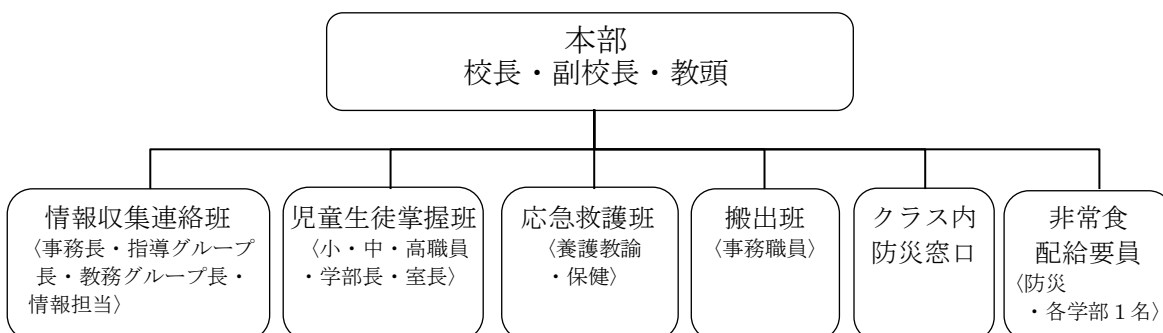 本部
校長・副校長・教頭
情報収集連絡班
〈事務長・指導グループ
長・教務グループ長・
情報担当〉
児童生徒掌握班
〈小・中・高職員
・学部長・室長〉
応急救護班
〈養護教諭
・保健〉
搬出班
〈事務職員〉
クラス内
防災窓口
非常食
配給要員
〈防災
・各学部１名〉